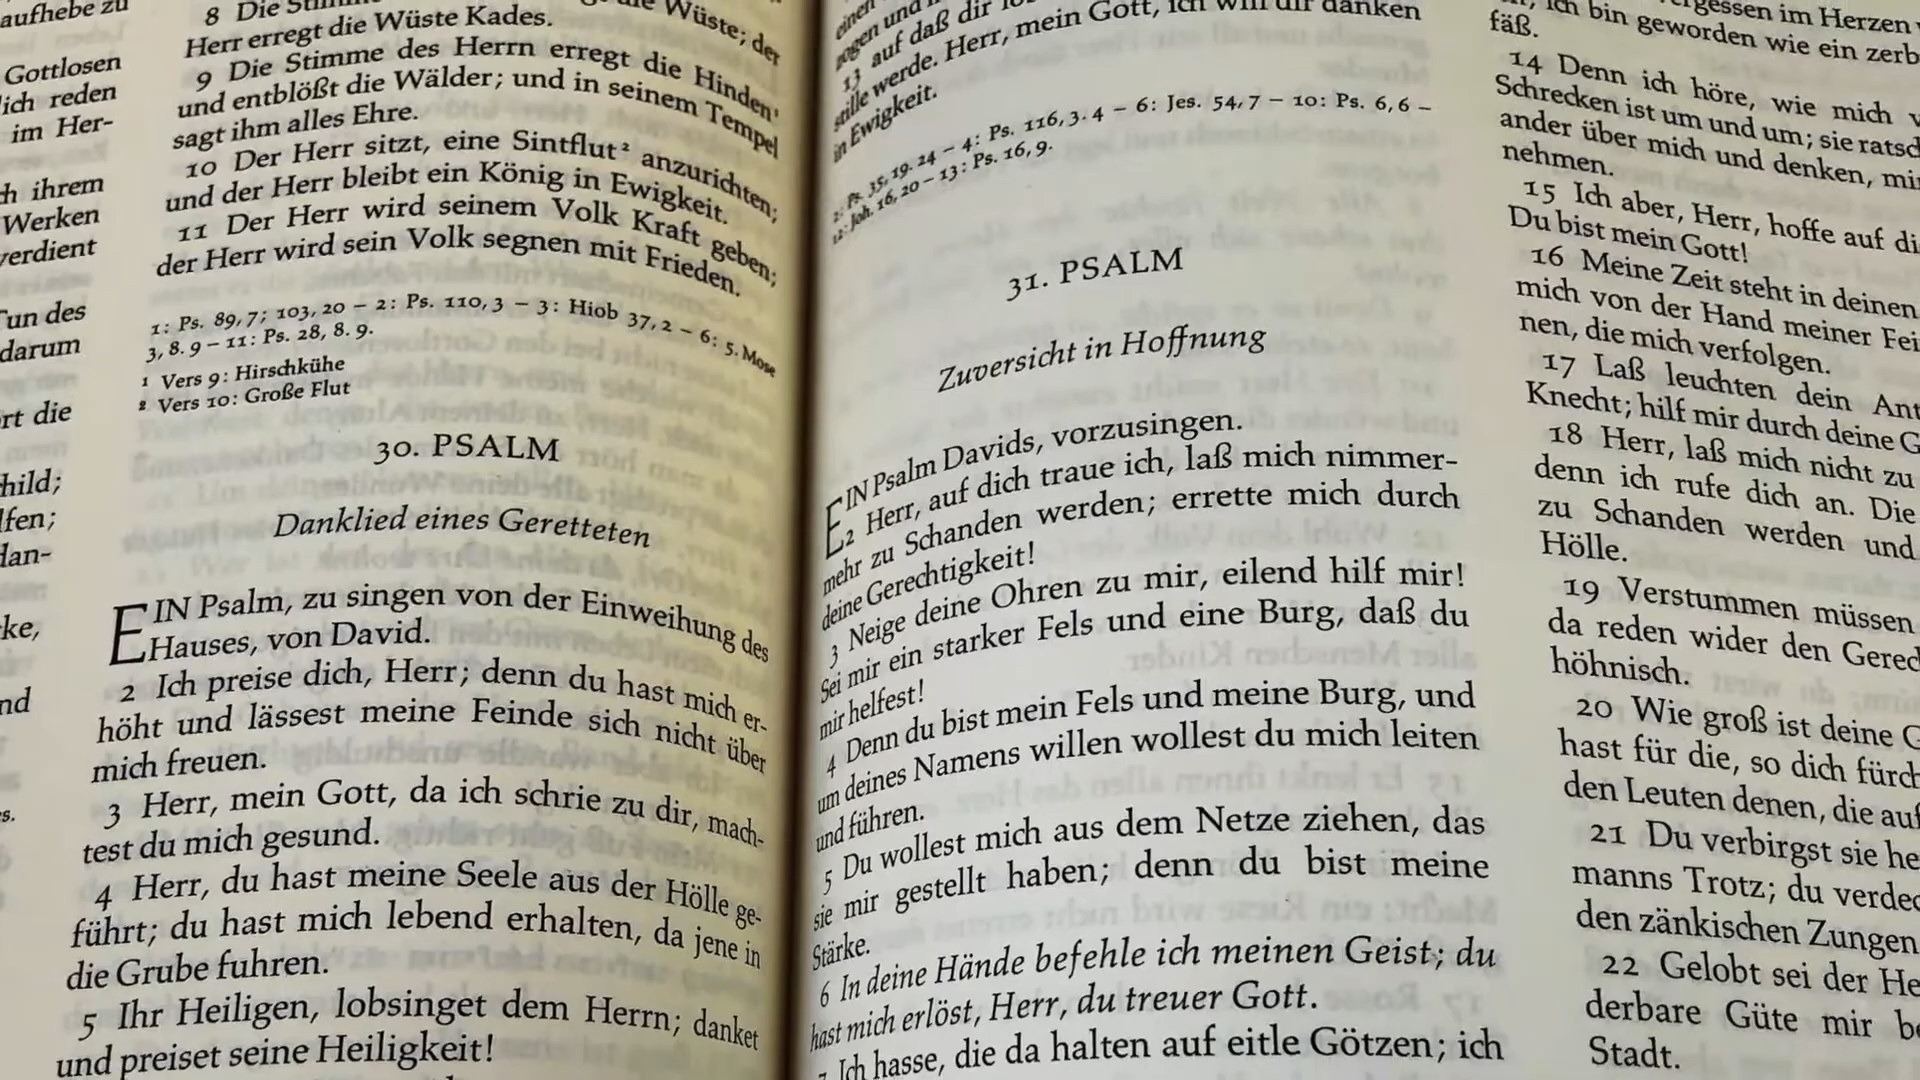 aufhebe zu
Gottlosen
ich reden
im Her-
ch ihrem
Werken
verdient
Tun des
darum
ert die
child;
lfen;
Han-
ke,
nd
s.
8 Die Wüste; der
Herr erregt die Wüste Kades.
9 Die Stimme des Herrn erregt die Hinden¹
und entblößt die Wälder; und in seinem Tempel
sagt ihm alles Ehre.
10 Der Herr sitzt, eine Sintflut² anzurichten;
und der Herr bleibt ein König in Ewigkeit.
11 Der Herr wird seinem Volk Kraft geben;
der Herr wird sein Volk segnen mit Frieden.
1: Ps. 89, 7; 103, 20 – 2: Ps. 110, 3 – 3: Hiob 37, 2 – 6: 5. Mose
3, 8. 9 – 11: Ps. 28, 8. 9.
¹ Vers 9: Hirschkühe
² Vers 10: Große Flut
30. PSALM
Danklied eines Geretteten
EIN Psalm, zu singen von der Einweihung des
Hauses, von David.
2 Ich preise dich, Herr; denn du hast mich er-
höht und lässest meine Feinde sich nicht über
mich freuen.
3 Herr, mein Gott, da ich schrie zu dir, mach-
test du mich gesund.
4 Herr, du hast meine Seele aus der Hölle ge-
führt; du hast mich lebend erhalten, da jene in
die Grube fuhren.
5 Ihr Heiligen, lobsinget dem Herrn; danket
und preiset seine Heiligkeit!
einen
zogen und
13 auf daß dir
stille werde. Herr, mein Gott, ich will dir danken
in Ewigkeit.
2: Ps. 35, 19. 24 – 4: Ps. 116, 3. 4 – 6: Jes. 54, 7 – 10: Ps. 6, 6 –
12: Joh. 16, 20 – 13: Ps. 16, 9.
31. PSALM
Zuversicht in Hoffnung
EIN Psalm Davids, vorzusingen.
2 Herr, auf dich traue ich, laß mich nimmer-
mehr zu Schanden werden; errette mich durch
deine Gerechtigkeit!
3 Neige deine Ohren zu mir, eilend hilf mir!
Sei mir ein starker Fels und eine Burg, daß du
mir helfest!
4 Denn du bist mein Fels und meine Burg, und
um deines Namens willen wollest du mich leiten
und führen.
5 Du wollest mich aus dem Netze ziehen, das
sie mir gestellt haben; denn du bist meine
Stärke.
6 In deine Hände befehle ich meinen Geist; du
hast mich erlöst, Herr, du treuer Gott.
7 Ich hasse, die da halten auf eitle Götzen; ich
vergessen im Herzen
ich bin geworden wie ein zerb
fäß.
14 Denn ich höre, wie mich v
Schrecken ist um und um; sie ratsc
ander über mich und denken, mi
nehmen.
15 Ich aber, Herr, hoffe auf di
Du bist mein Gott!
16 Meine Zeit steht in deinen
mich von der Hand meiner Fei
nen, die mich verfolgen.
17 Laß leuchten dein Ant
Knecht; hilf mir durch deine G
18 Herr, laß mich nicht zu
denn ich rufe dich an. Die
zu Schanden werden und
Hölle.
19 Verstummen müssen
da reden wider den Gerec
höhnisch.
20 Wie groß ist deine G
hast für die, so dich fürch
den Leuten denen, die auf
21 Du verbirgst sie he
manns Trotz; du verdec
den zänkischen Zungen
22 Gelobt sei der He
derbare Güte mir be
Stadt.